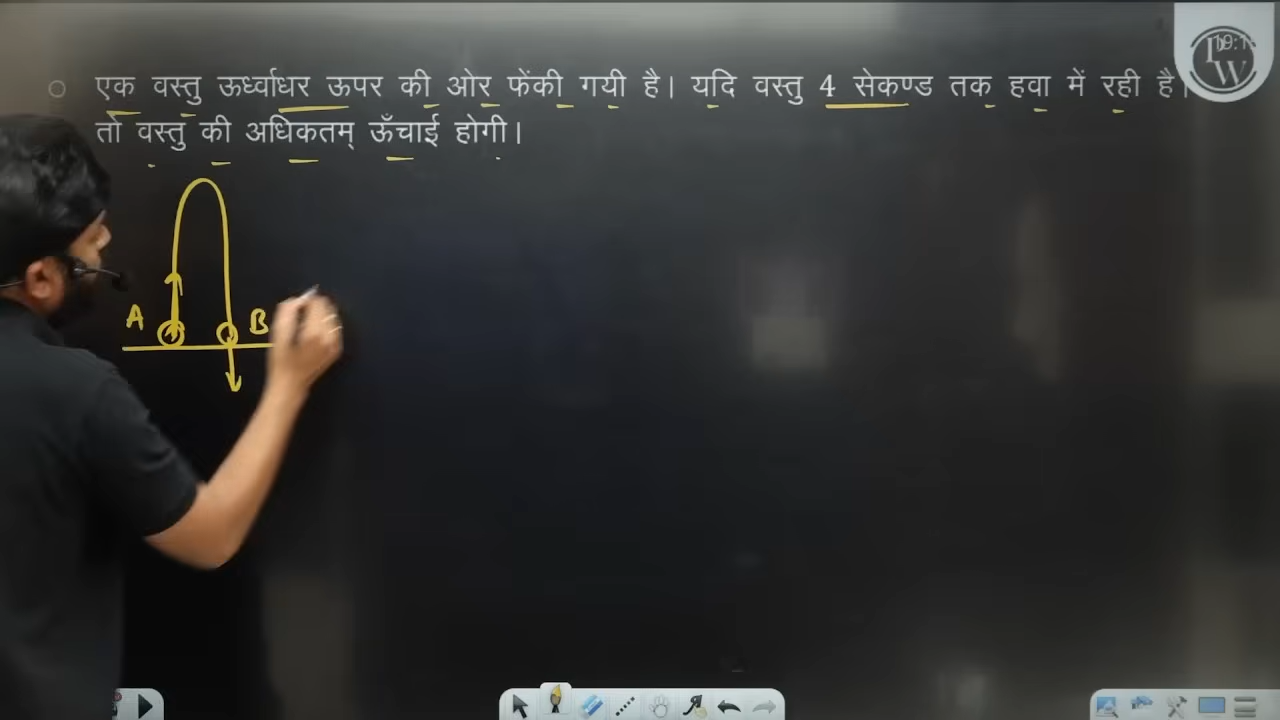 एक वस्तु ऊर्ध्वाधर ऊपर की ओर फेंकी गयी है। यदि वस्तु 4 सेकण्ड तक हवा में रही है।
तो वस्तु की अधिकतम् ऊँचाई होगी।
A B